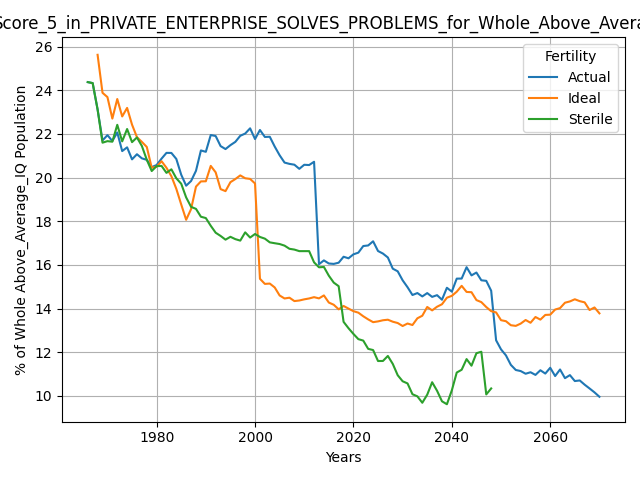 Score_5_in_PRIVATE_ENTERPRISE_SOLVES_PROBLEMS_for_Whole_Above_Avera
Fertility
Actual
Ideal
Sterile
% of Whole Above_Average_IQ Population
26
24
22
20
18
16
14
12
10
1980
2000
2020
2040
2060
Years